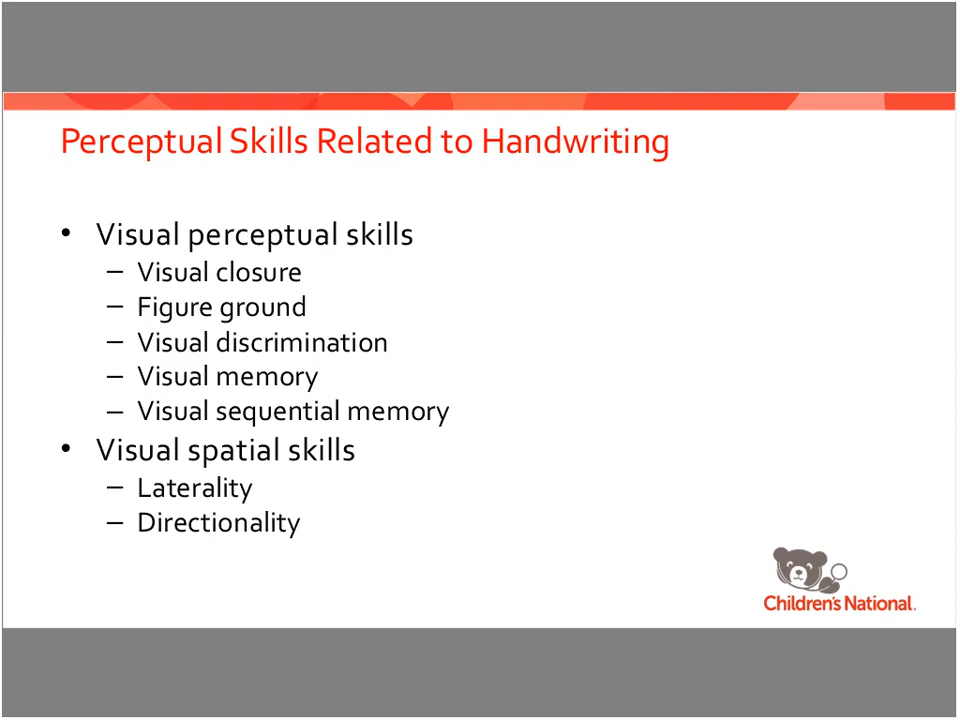 Perceptual Skills Related to Handwriting
• Visual perceptual skills
– Visual closure
– Figure ground
– Visual discrimination
– Visual memory
– Visual sequential memory
• Visual spatial skills
– Laterality
– Directionality
Children's National.